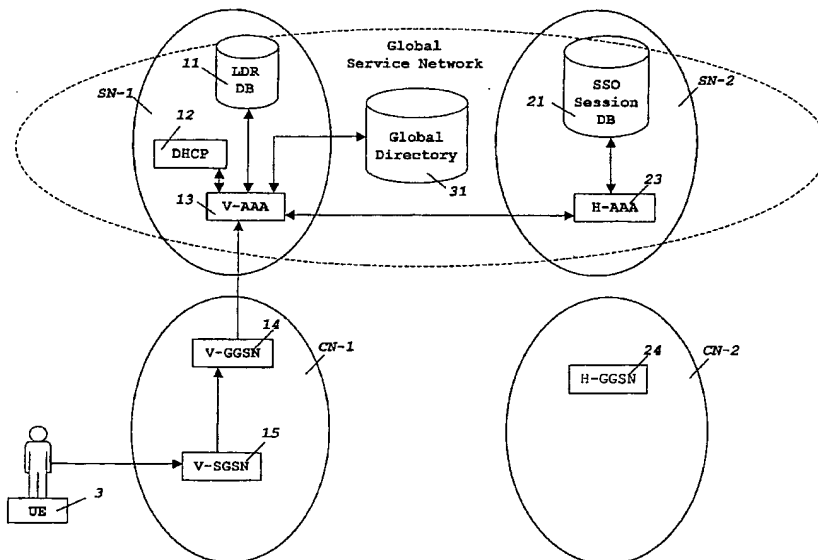 Global
Service Network
11
LDR
DB
SN-1
12
DHCP
13
V-AAA
Global
Directory
31
SSO
Session
DB
21
SN-2
23
H-AAA
14
V-GGSN
CN-1
24
CN-2
H-GGSN
15
V-SGSN
3
UE